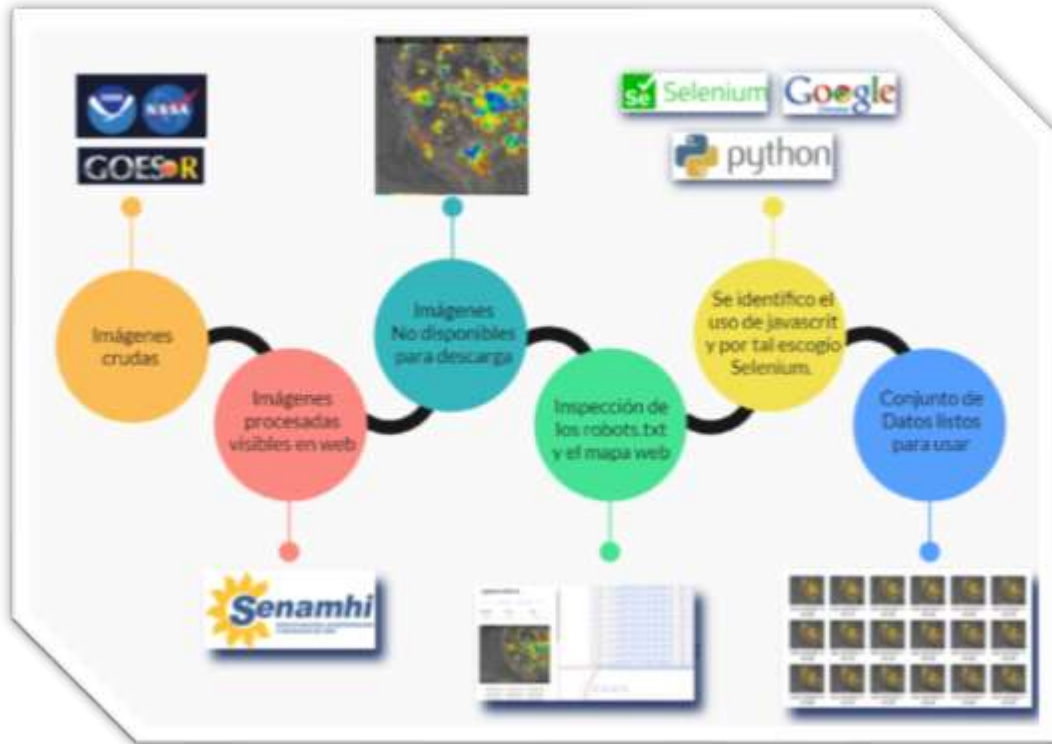 NASA
GOES R
Selenium
Google
python
Imágenes
crudas
Imágenes
procesadas
visibles en web
Imágenes
No disponibles
para descarga
Inspección de
los robots.txt
y el mapa web
Se identifico el
uso de javascrit
y por tal escogio
Selenium.
Conjunto de
Datos listos
para usar
Senamhi